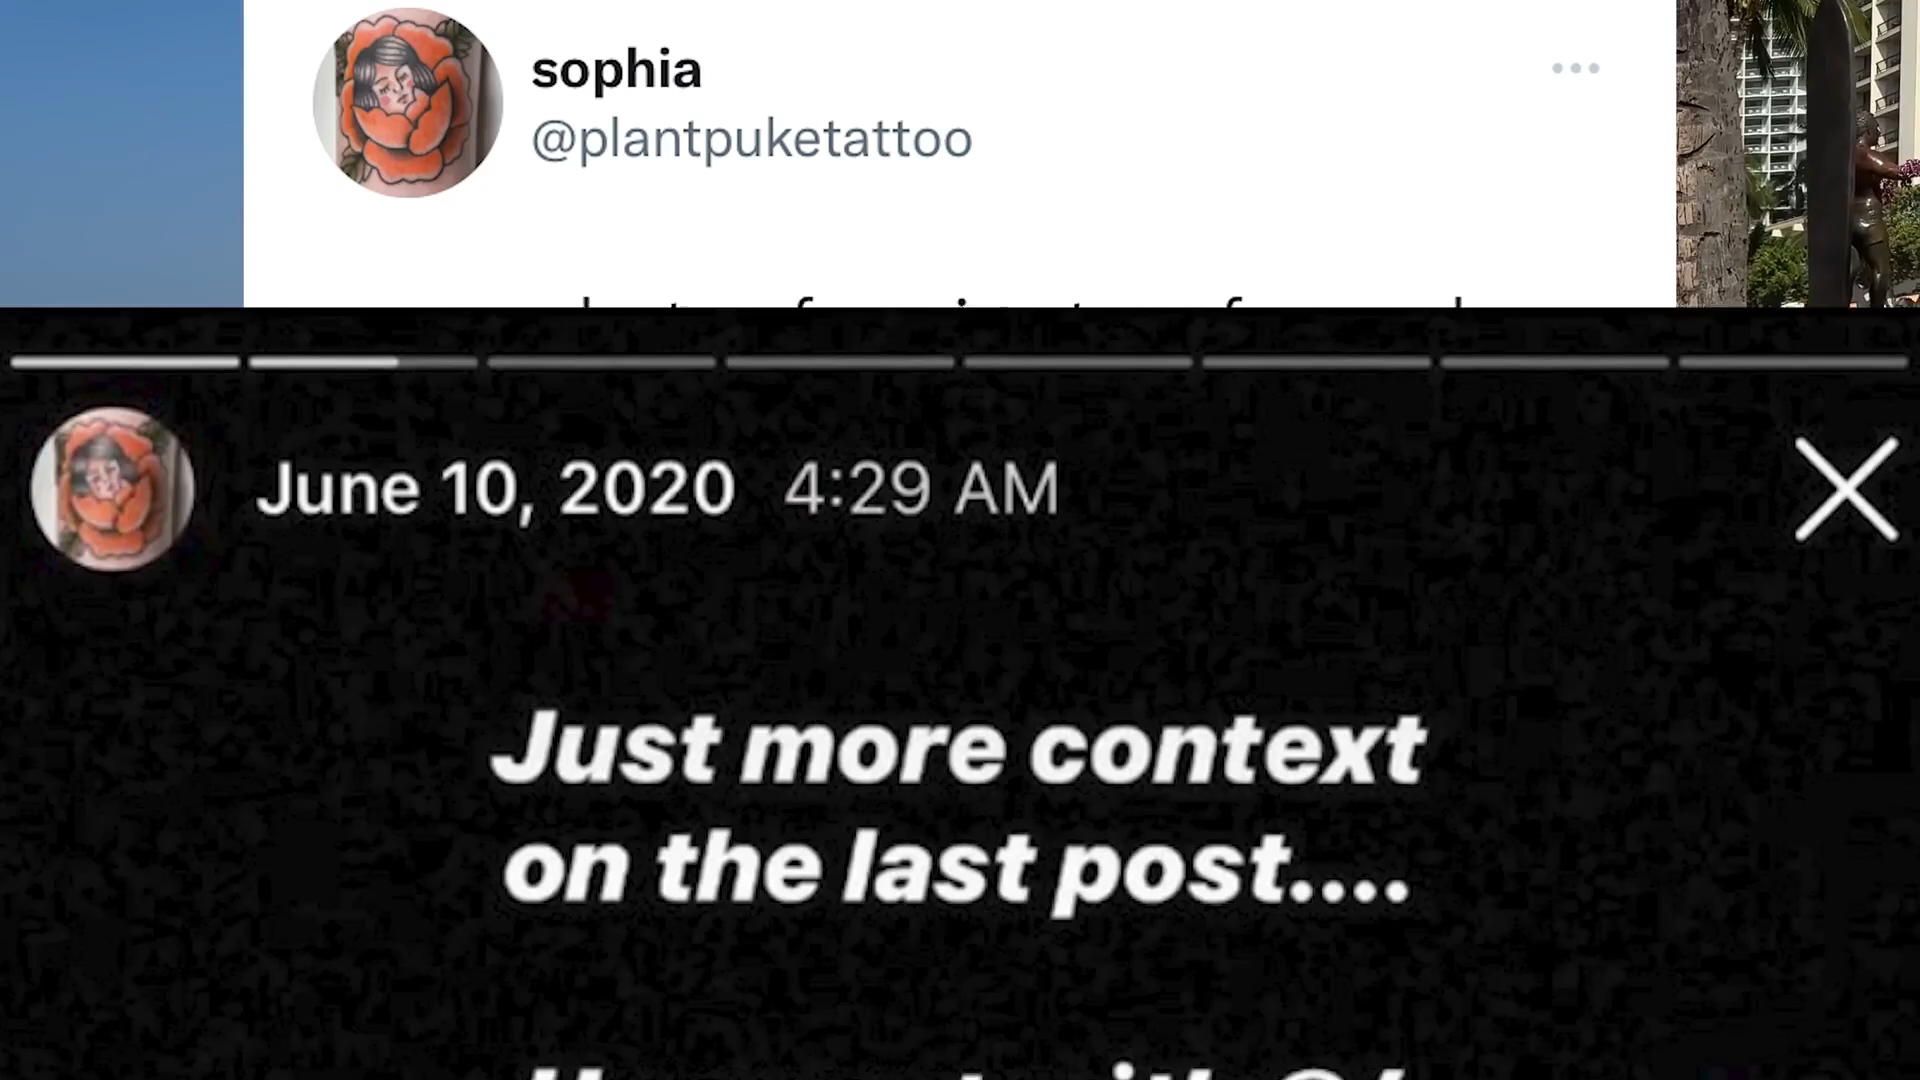 sophia
@plantpuketattoo
June 10, 2020 4:29 AM
Just more context
on the last post....